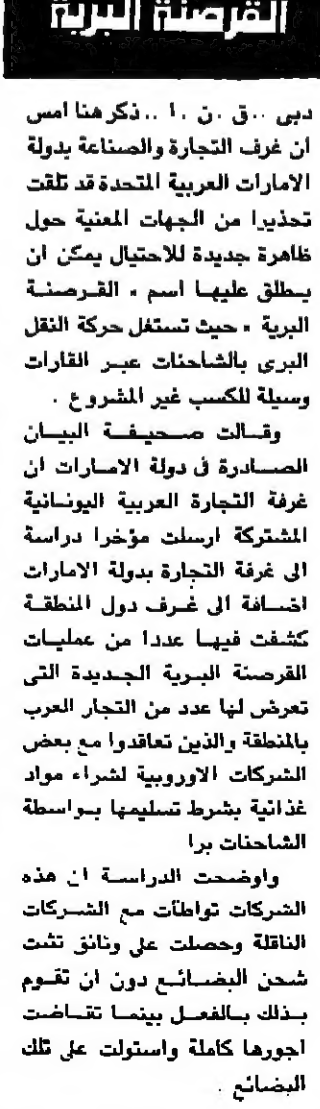 القرصنة البرية
دبى .. ق . ن . ا .. ذكر هنا امس
ان غرف التجارة والصناعة بدولة
الامارات العربية المتحدة قد تلقت
تحذيرا من الجهات المعنية حول
ظاهرة جديدة للاحتيال يمكن ان
يطلق عليها اسم « القرصنة
البرية » حيث تستغل حركة النقل
البرى بالشاحنات عبر القارات
وسيلة للكسب غير المشروع .
وقالت صحيفة البيان
الصادرة فى دولة الامارات ان
غرفة التجارة العربية اليونانية
المشتركة ارسلت مؤخرا دراسة
الى غرفة التجارة بدولة الامارات
اضافة الى غرف دول المنطقة
كشفت فيها عددا من عمليات
القرصنة البرية الجديدة التى
تعرض لها عدد من التجار العرب
بالمنطقة والذين تعاقدوا مع بعض
الشركات الاوروبية لشراء مواد
غذائية بشرط تسليمها بواسطة
الشاحنات برا
واوضحت الدراسة ان هذه
الشركات تواطأت مع الشركات
الناقلة وحصلت على وثائق تثبت
شحن البضائع دون ان تقوم
بذلك بالفعل بينما تقاضت
اجورها كاملة واستولت على تلك
البضائع .